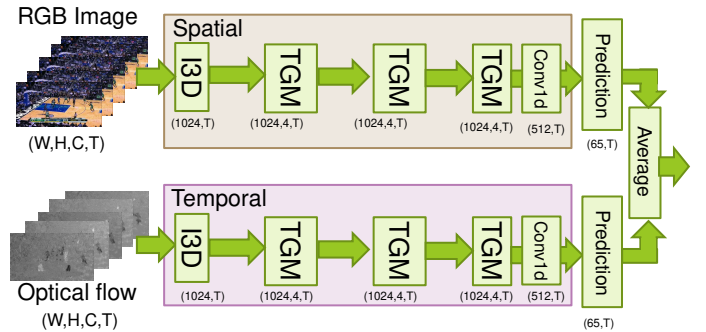 RGB Image
(W,H,C,T)
Spatial
I3D
(1024,T)
TGM
(1024,4,T)
TGM
(1024,4,T)
TGM
(1024,4,T)
Conv1d
(512,T)
Prediction
(65,T)
Average
Optical flow
(W,H,C,T)
Temporal
I3D
(1024,T)
TGM
(1024,4,T)
TGM
(1024,4,T)
TGM
(1024,4,T)
Conv1d
(512,T)
Prediction
(65,T)